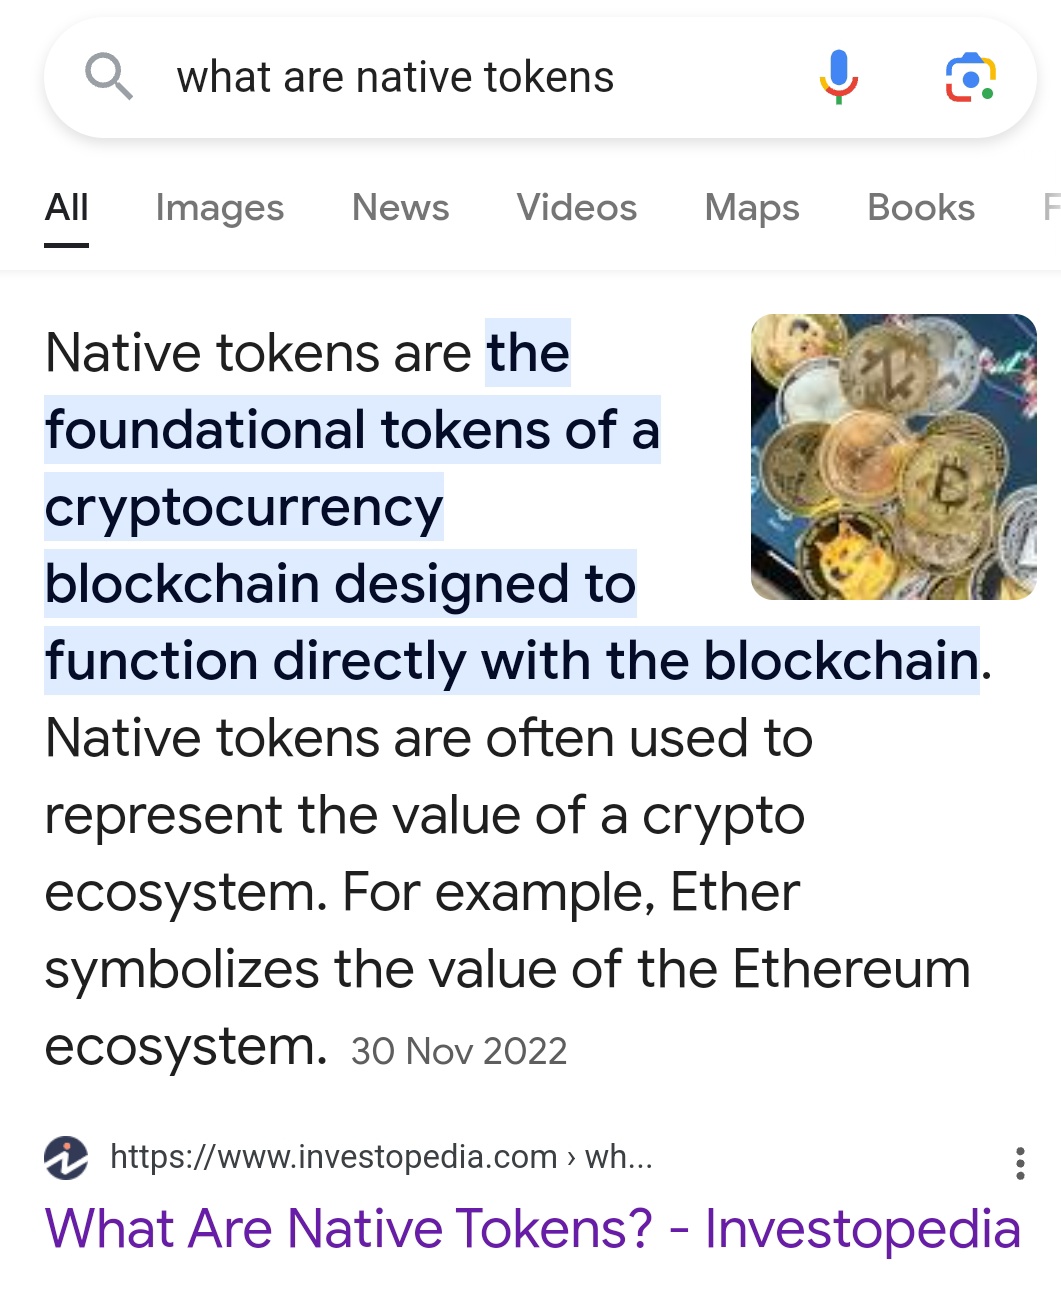 what are native tokens
All Images News Videos Maps Books F
Native tokens are the
foundational tokens of a
cryptocurrency
blockchain designed to
function directly with the blockchain.
Native tokens are often used to
represent the value of a crypto
ecosystem. For example, Ether
symbolizes the value of the Ethereum
ecosystem. 30 Nov 2022
https://www.investopedia.com › wh...
What Are Native Tokens? - Investopedia